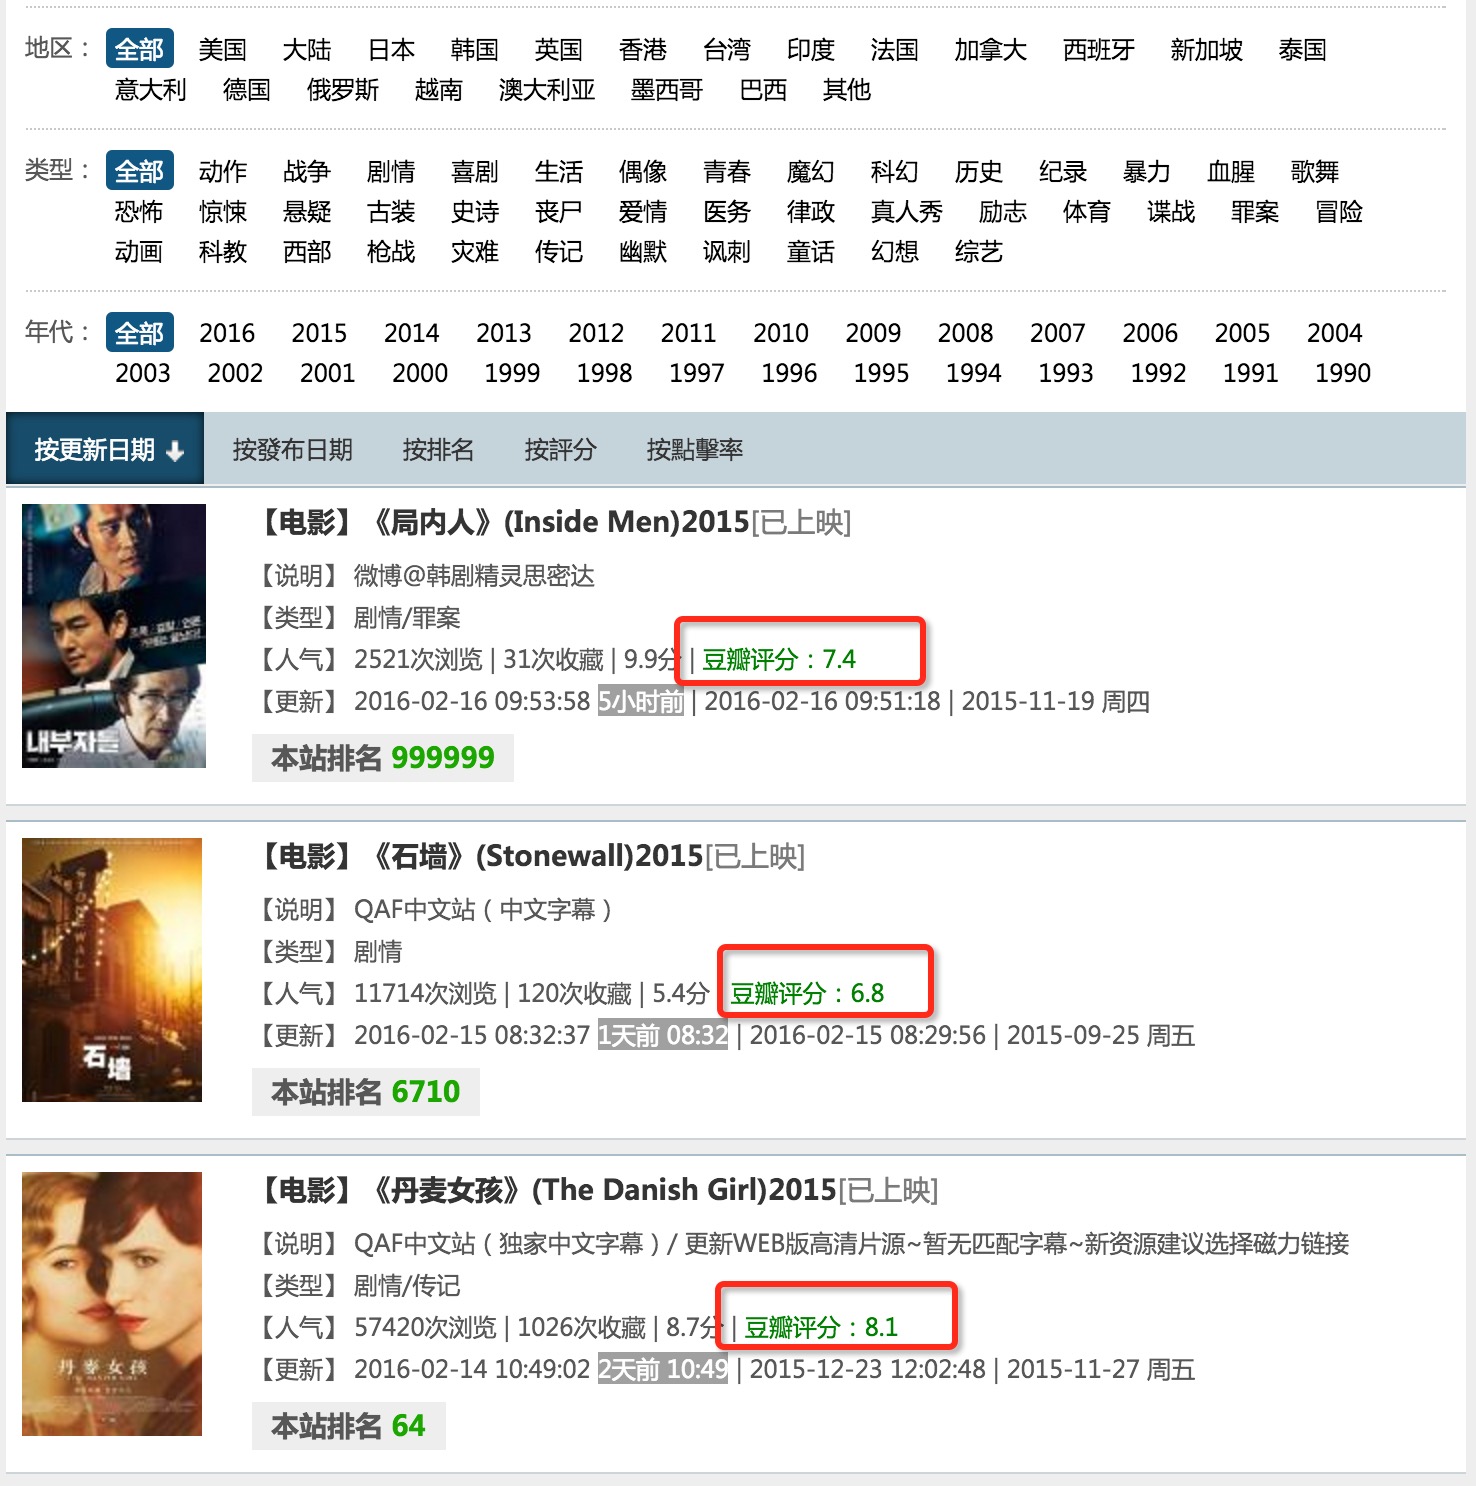 地区： 全部 美国 大陆 日本 韩国 英国 香港 台湾 印度 法国 加拿大 西班牙 新加坡 泰国
意大利 德国 俄罗斯 越南 澳大利亚 墨西哥 巴西 其他
类型： 全部 动作 战争 剧情 喜剧 生活 偶像 青春 魔幻 科幻 历史 纪录 暴力 血腥 歌舞
恐怖 惊悚 悬疑 古装 史诗 丧尸 爱情 医务 律政 真人秀 励志 体育 谍战 罪案 冒险
动画 科教 西部 枪战 灾难 传记 幽默 讽刺 童话 幻想 综艺
年代： 全部 2016 2015 2014 2013 2012 2011 2010 2009 2008 2007 2006 2005 2004
2003 2002 2001 2000 1999 1998 1997 1996 1995 1994 1993 1992 1991 1990
按更新日期 按發布日期 按排名 按評分 按點擊率
【电影】《局内人》(Inside Men)2015[已上映]
【说明】 微博@韩剧精灵思密达
【类型】 剧情/罪案
【人气】 2521次浏览 | 31次收藏 | 9.9分 | 豆瓣评分：7.4
【更新】 2016-02-16 09:53:58 5小时前 | 2016-02-16 09:51:18 | 2015-11-19 周四
本站排名 999999
内部者们
【电影】《石墙》(Stonewall)2015[已上映]
【说明】 QAF中文站（中文字幕）
【类型】 剧情
【人气】 11714次浏览 | 120次收藏 | 5.4分 豆瓣评分：6.8
【更新】 2016-02-15 08:32:37 1天前 08:32 | 2016-02-15 08:29:56 | 2015-09-25 周五
本站排名 6710
STONEWALL
石墙
【电影】《丹麦女孩》(The Danish Girl)2015[已上映]
【说明】 QAF中文站（独家中文字幕）/ 更新WEB版高清片源~暂无匹配字幕~新资源建议选择磁力链接
【类型】 剧情/传记
【人气】 57420次浏览 | 1026次收藏 | 8.7分 | 豆瓣评分：8.1
【更新】 2016-02-14 10:49:02 2天前 10:49 | 2015-12-23 12:02:48 | 2015-11-27 周五
本站排名 64
丹麥女孩